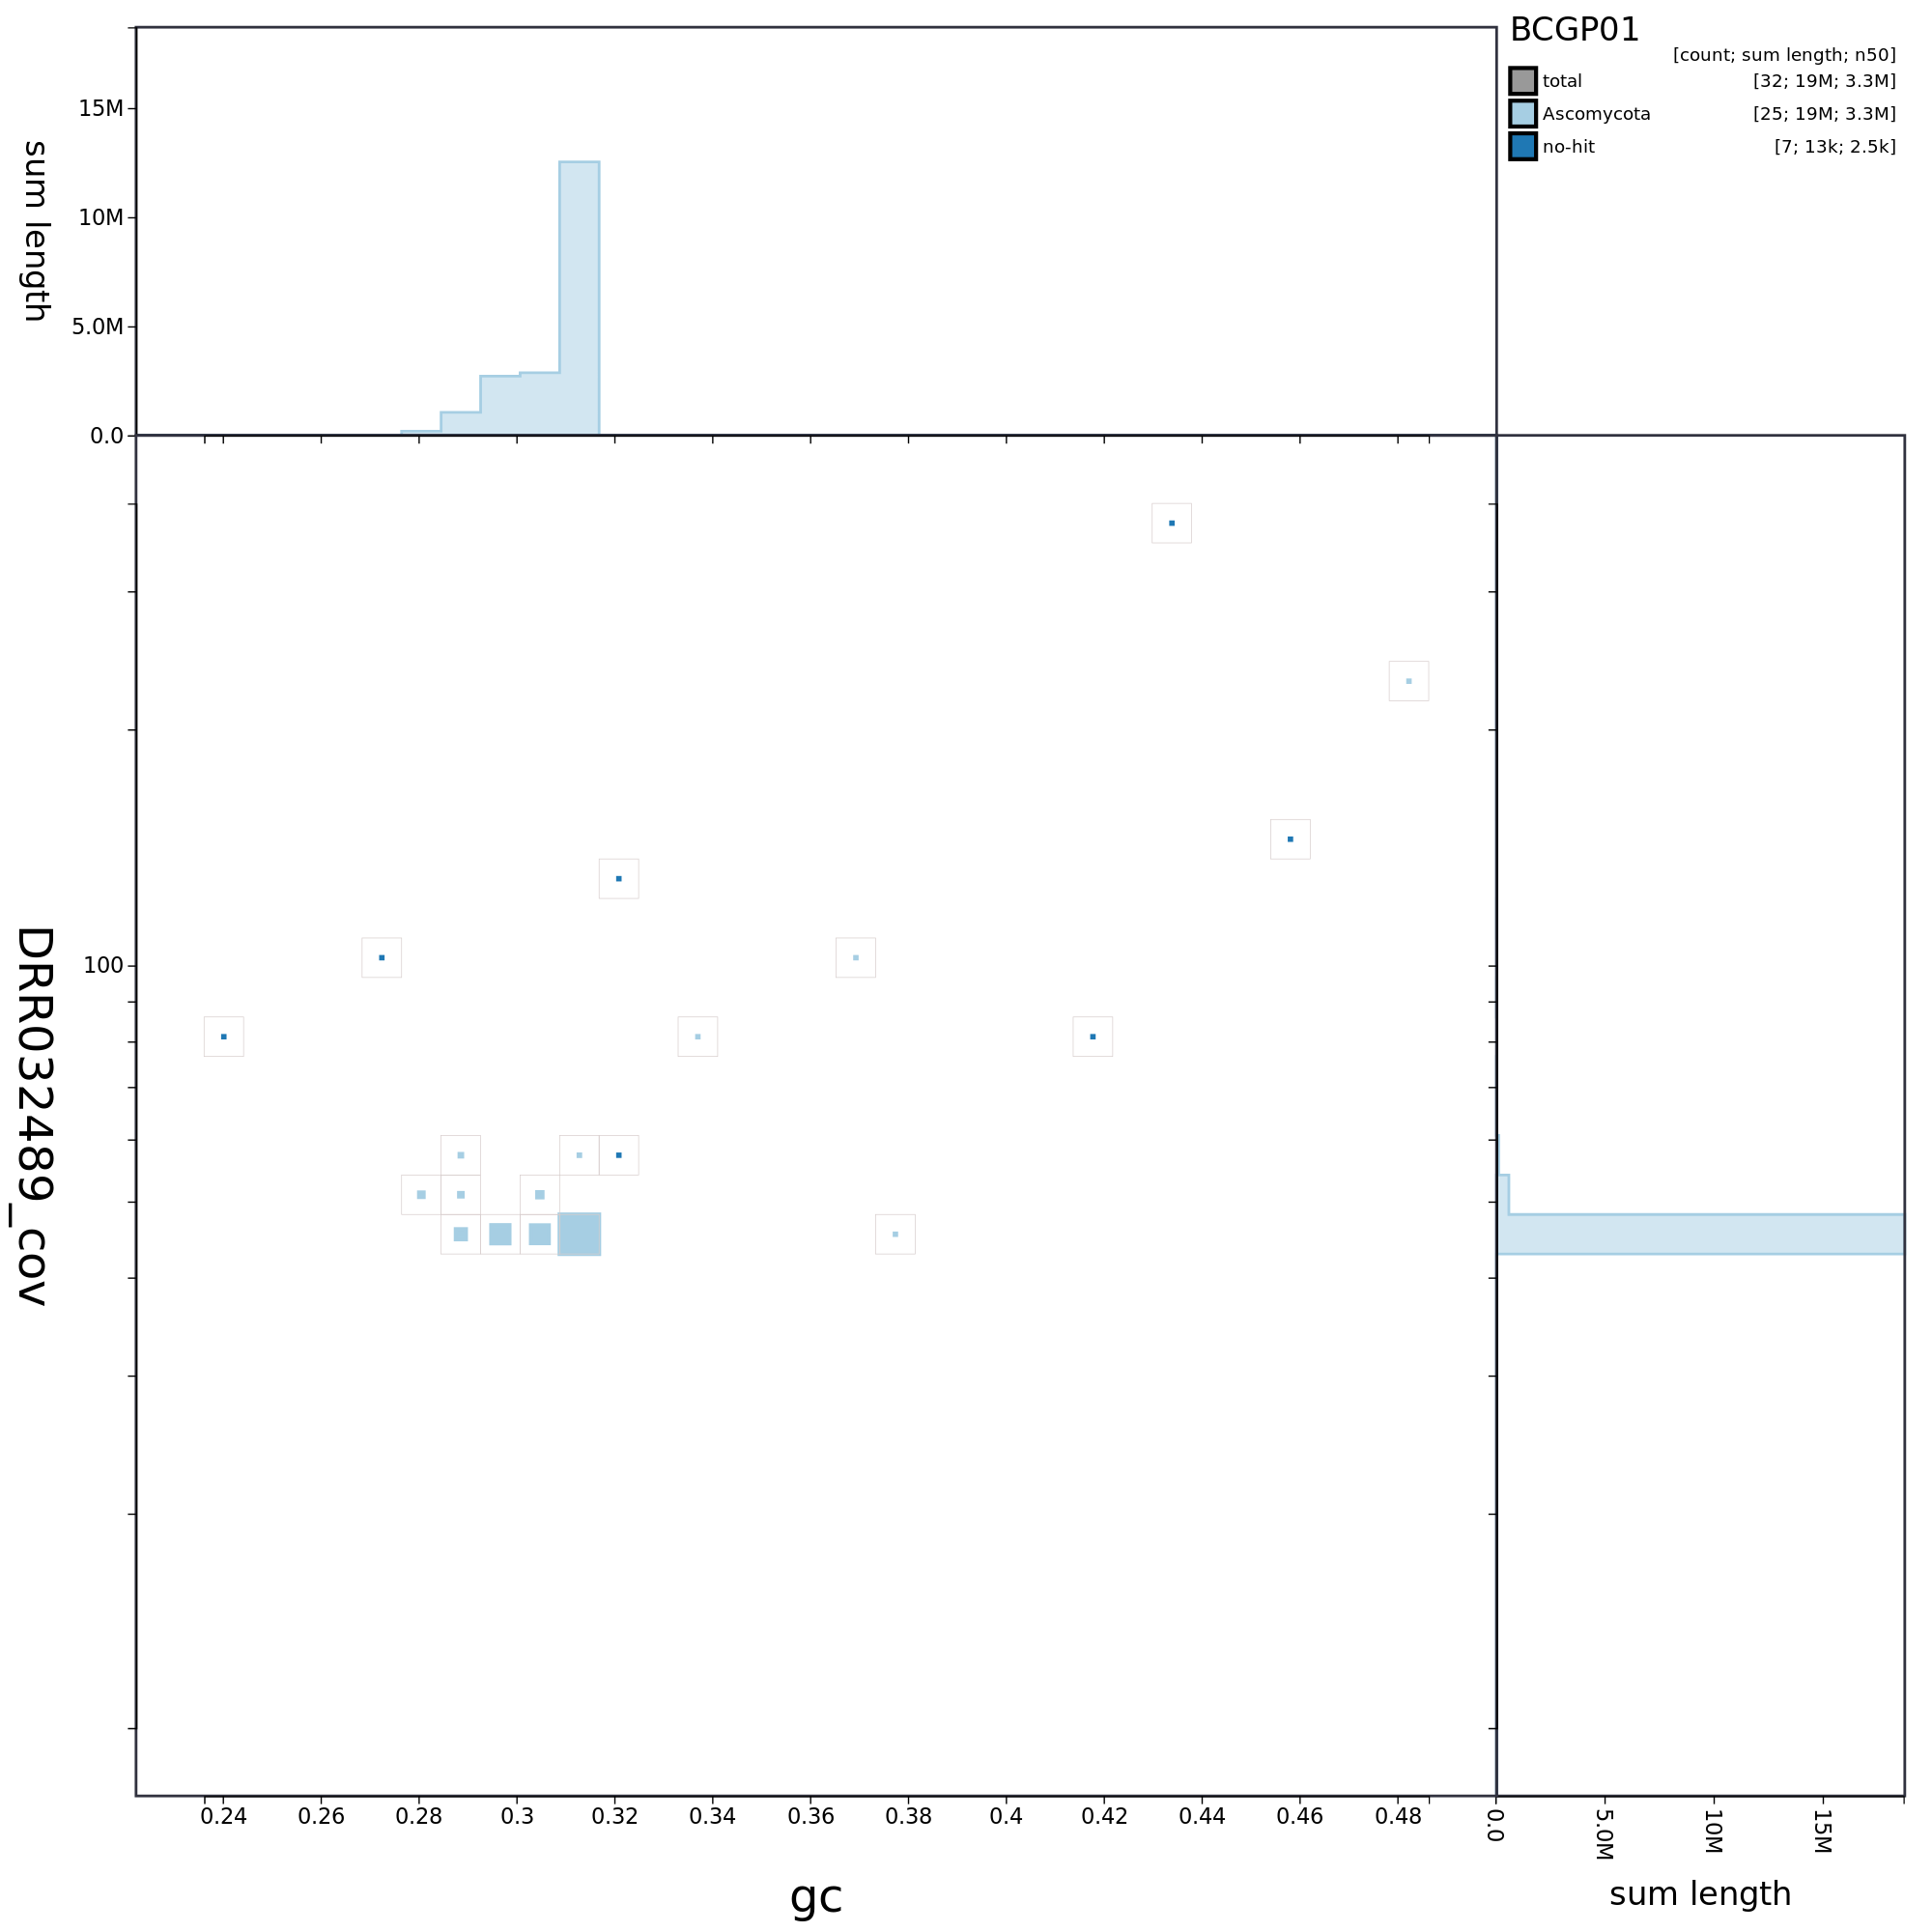 BCGP01
[count; sum length; n50]
total [32; 19M; 3.3M]
Ascomycota [25; 19M; 3.3M]
no-hit [7; 13k; 2.5k]
sum length
15M
10M
5.0M
0.0
DRR032489_cov
100
0.24 0.26 0.28 0.3 0.32 0.34 0.36 0.38 0.4 0.42 0.44 0.46 0.48
gc
0.0 5.0M 10M 15M
sum length